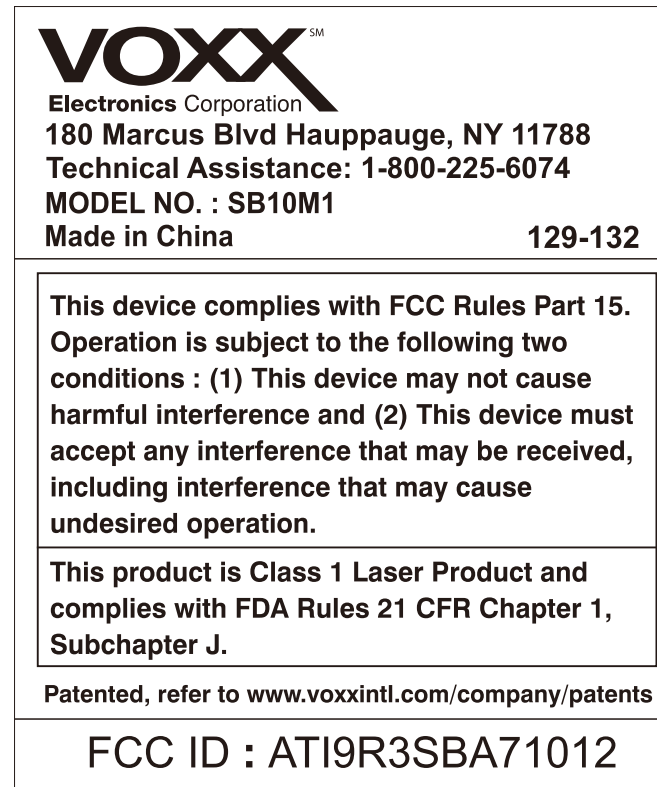 VOXX SM
Electronics Corporation
180 Marcus Blvd Hauppauge, NY 11788
Technical Assistance: 1-800-225-6074
MODEL NO. : SB10M1
Made in China 129-132
This device complies with FCC Rules Part 15.
Operation is subject to the following two
conditions : (1) This device may not cause
harmful interference and (2) This device must
accept any interference that may be received,
including interference that may cause
undesired operation.
This product is Class 1 Laser Product and
complies with FDA Rules 21 CFR Chapter 1,
Subchapter J.
Patented, refer to www.voxxintl.com/company/patents
FCC ID : ATI9R3SBA71012